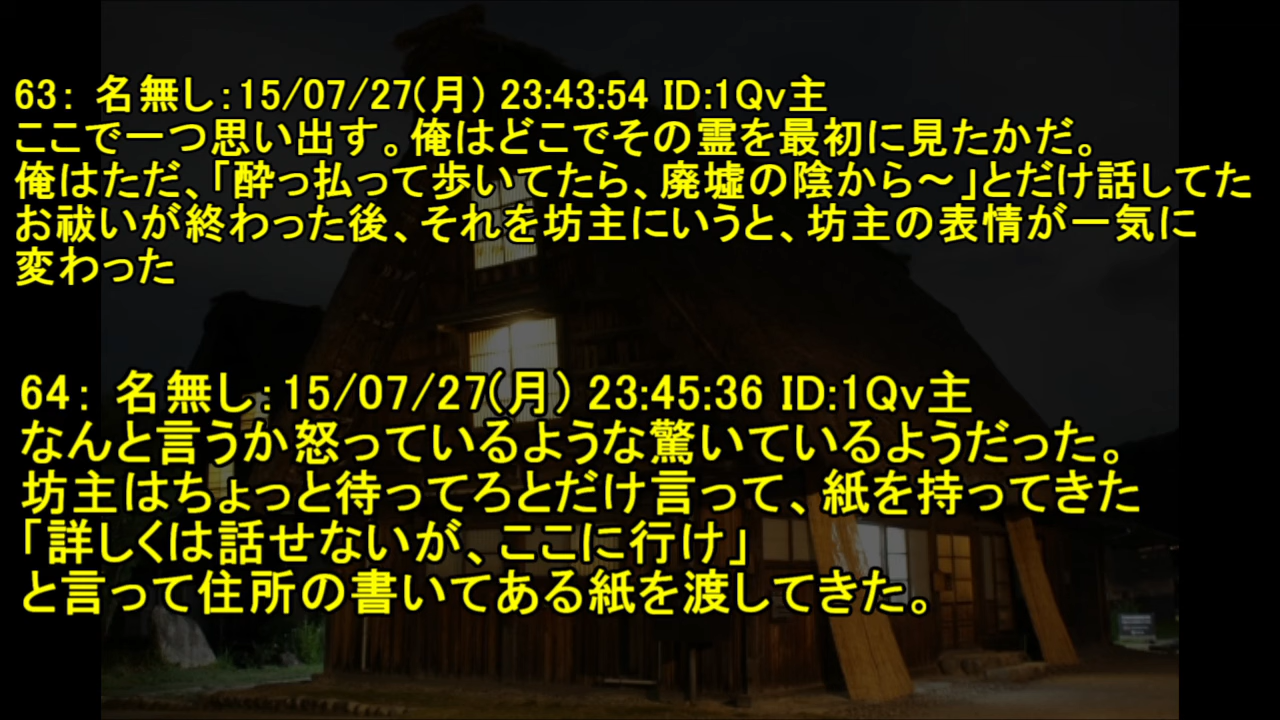 63: 名無し:15/07/27(月) 23:43:54 ID:1Qv主
ここで一つ思い出す。俺はどこでその霊を最初に見たかだ。
俺はただ、「酔っ払って歩いてたら、廃墟の陰から～」とだけ話してた
お祓いが終わった後、それを坊主にいうと、坊主の表情が一気に
変わった
64: 名無し:15/07/27(月) 23:45:36 ID:1Qv主
なんと言うか怒っているような驚いているようだった。
坊主はちょっと待ってろとだけ言って、紙を持ってきた
「詳しくは話せないが、ここに行け」
と言って住所の書いてある紙を渡してきた。